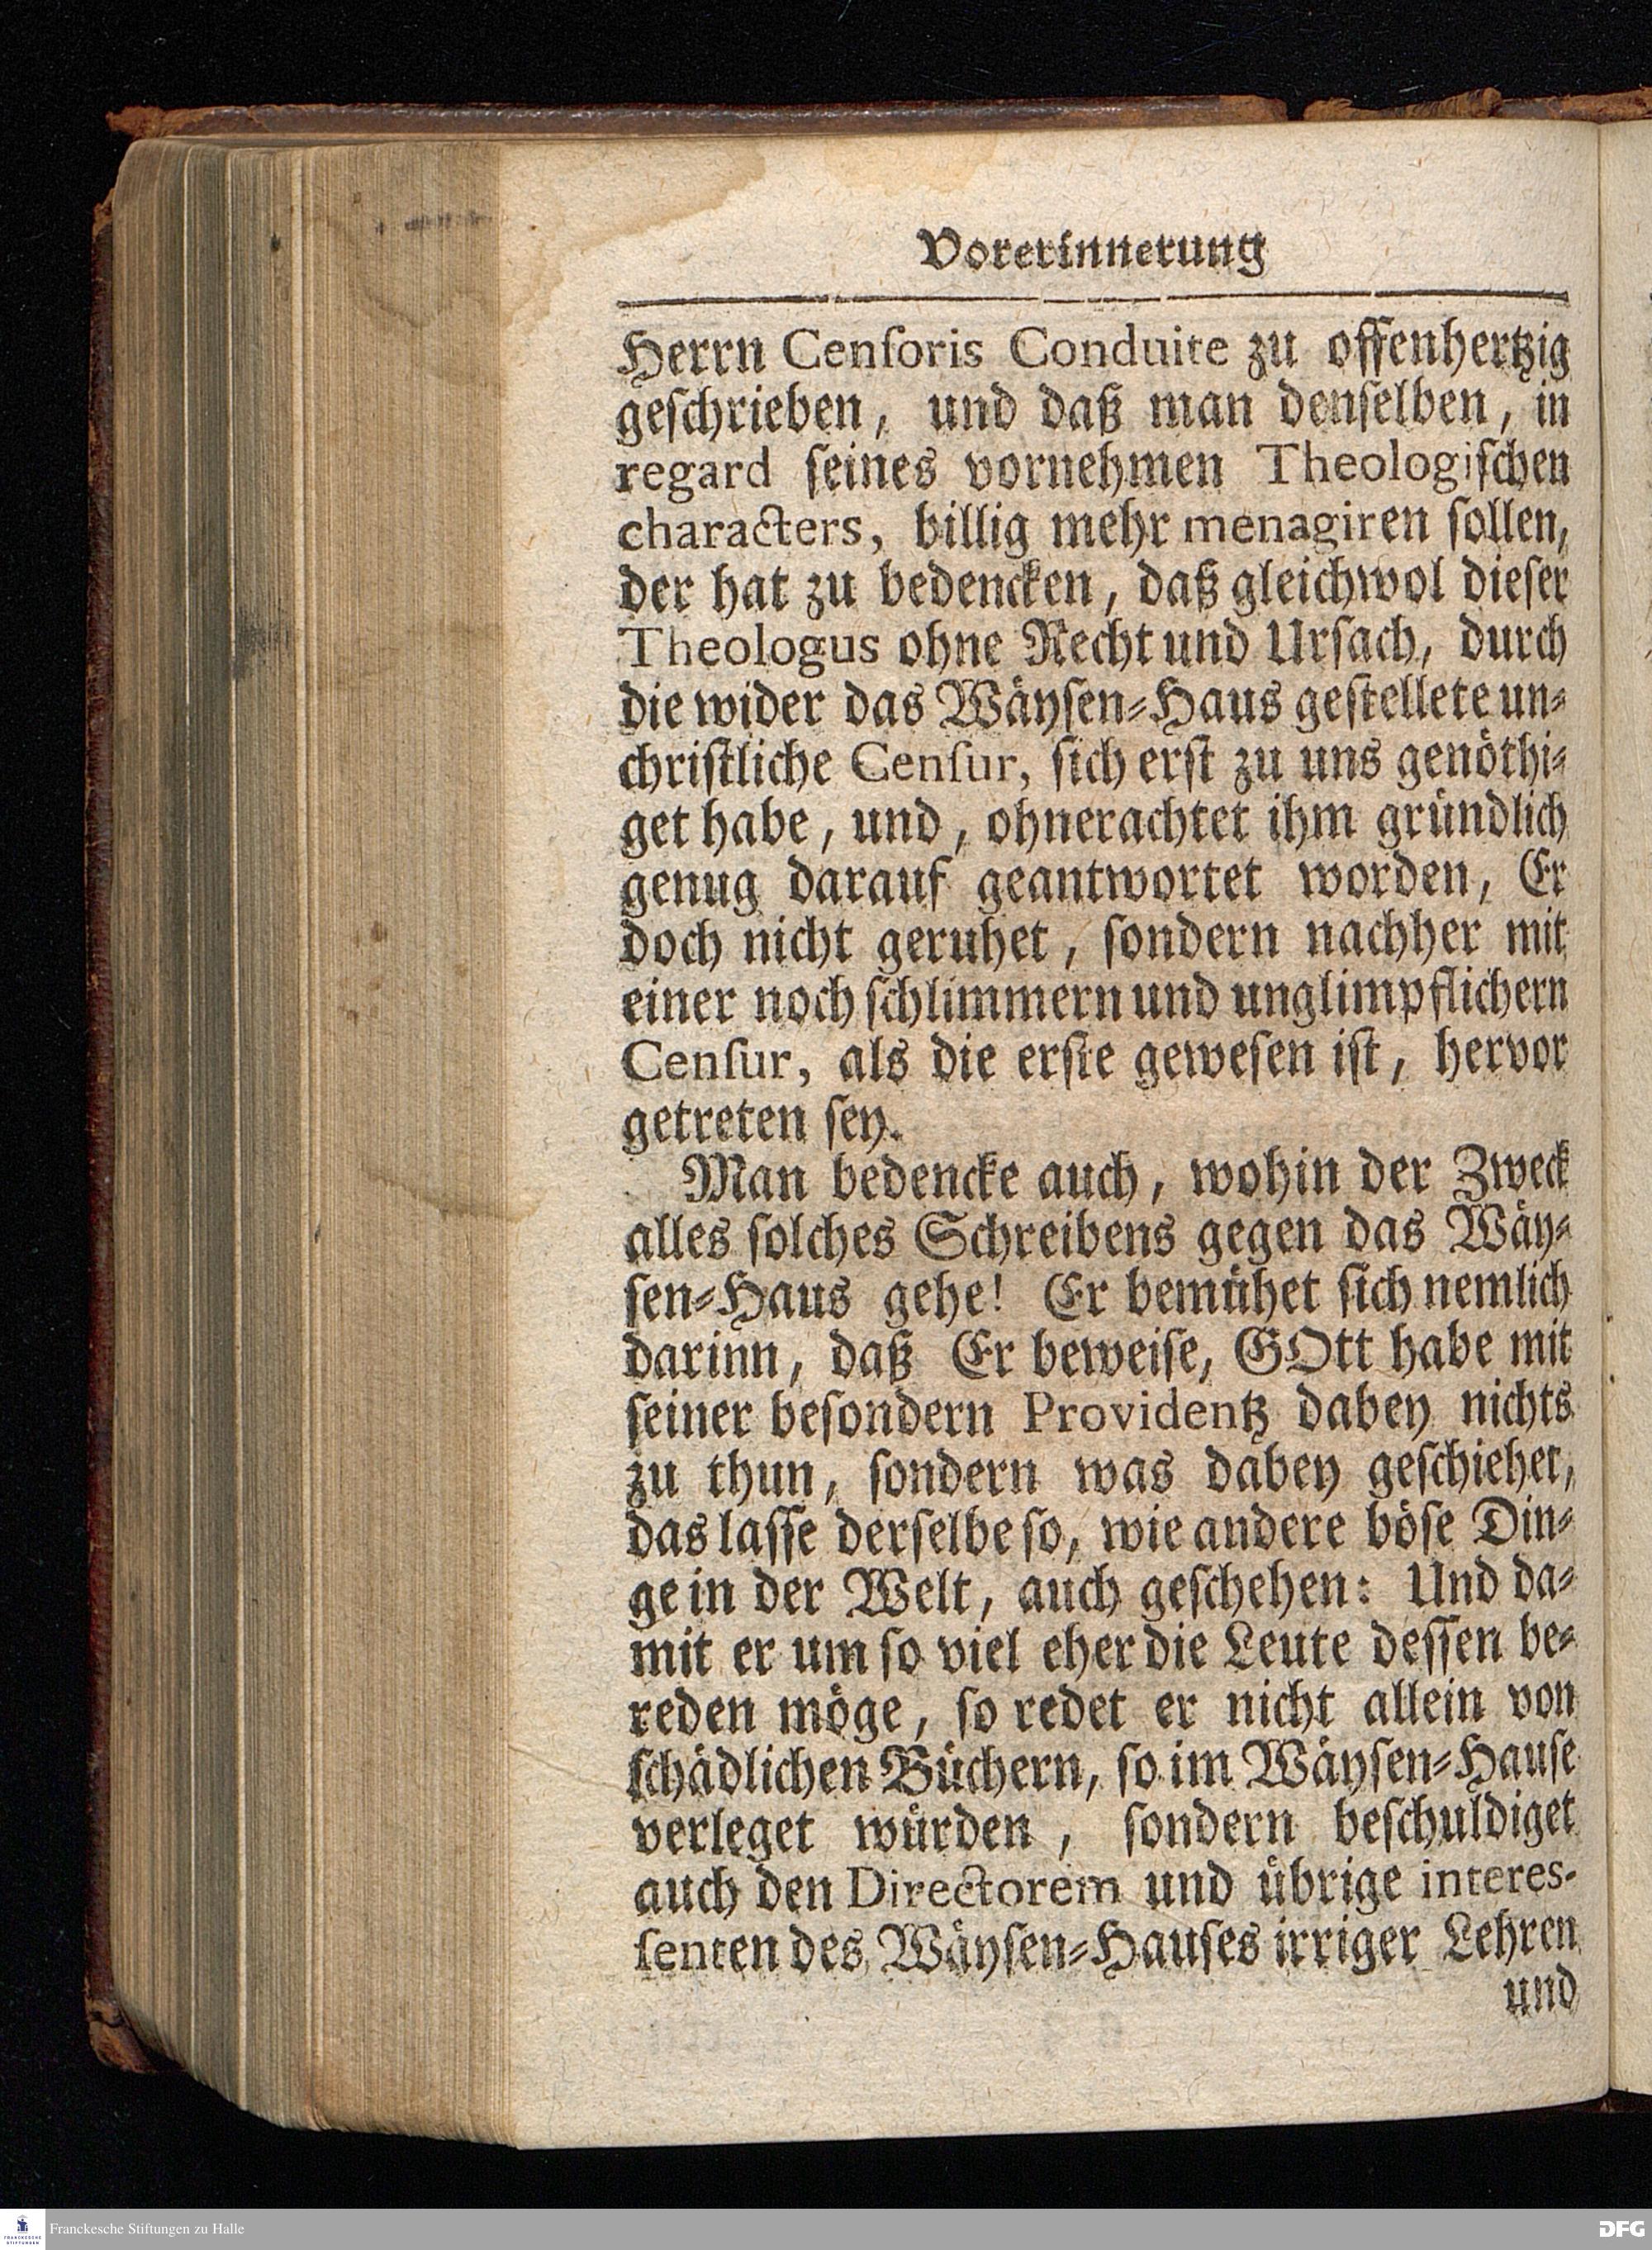 Vorerinnerung
Herrn Cenſoris Conduite zu offenhertzig
geſchrieben, und daß man denſelben, in
regard ſeines vornehmen Theologiſchen
characters, billig mehr menagiren ſollen,
der hat zu bedencken, daß gleichwol dieſer
Theologus ohne Recht und Urſach, durch
die wider das Wäyſen-Haus geſtellete un-
chriſtliche Cenſur, ſich erſt zu uns genöthi-
get habe, und, ohnerachtet ihm gründlich
genug darauf geantwortet worden, Er
doch nicht geruhet, ſondern nachher mit
einer noch ſchlimmern und unglimpflichern
Cenſur, als die erſte geweſen iſt, hervor
getreten ſey.
Man bedencke auch, wohin der Zweck
alles ſolches Schreibens gegen das Wäy-
ſen-Haus gehe! Er bemühet ſich nemlich
darinn, daß Er beweiſe, GOtt habe mit
ſeiner beſondern Providentz dabey nichts
zu thun, ſondern was dabey geſchiehet,
das laſſe derſelbe ſo, wie andere böſe Din-
ge in der Welt, auch geſchehen: Und da-
mit er um ſo viel eher die Leute deſſen be-
reden möge, ſo redet er nicht allein von
ſchädlichen Büchern, ſo im Wäyſen-Hauſe
verleget würden, ſondern beſchuldiget
auch den Directorem und übrige intereſ-
ſenten des Wäyſen-Hauſes irriger Lehren
und
FRANCKESCHE STIFTUNGEN
Franckesche Stiftungen zu Halle
DFG